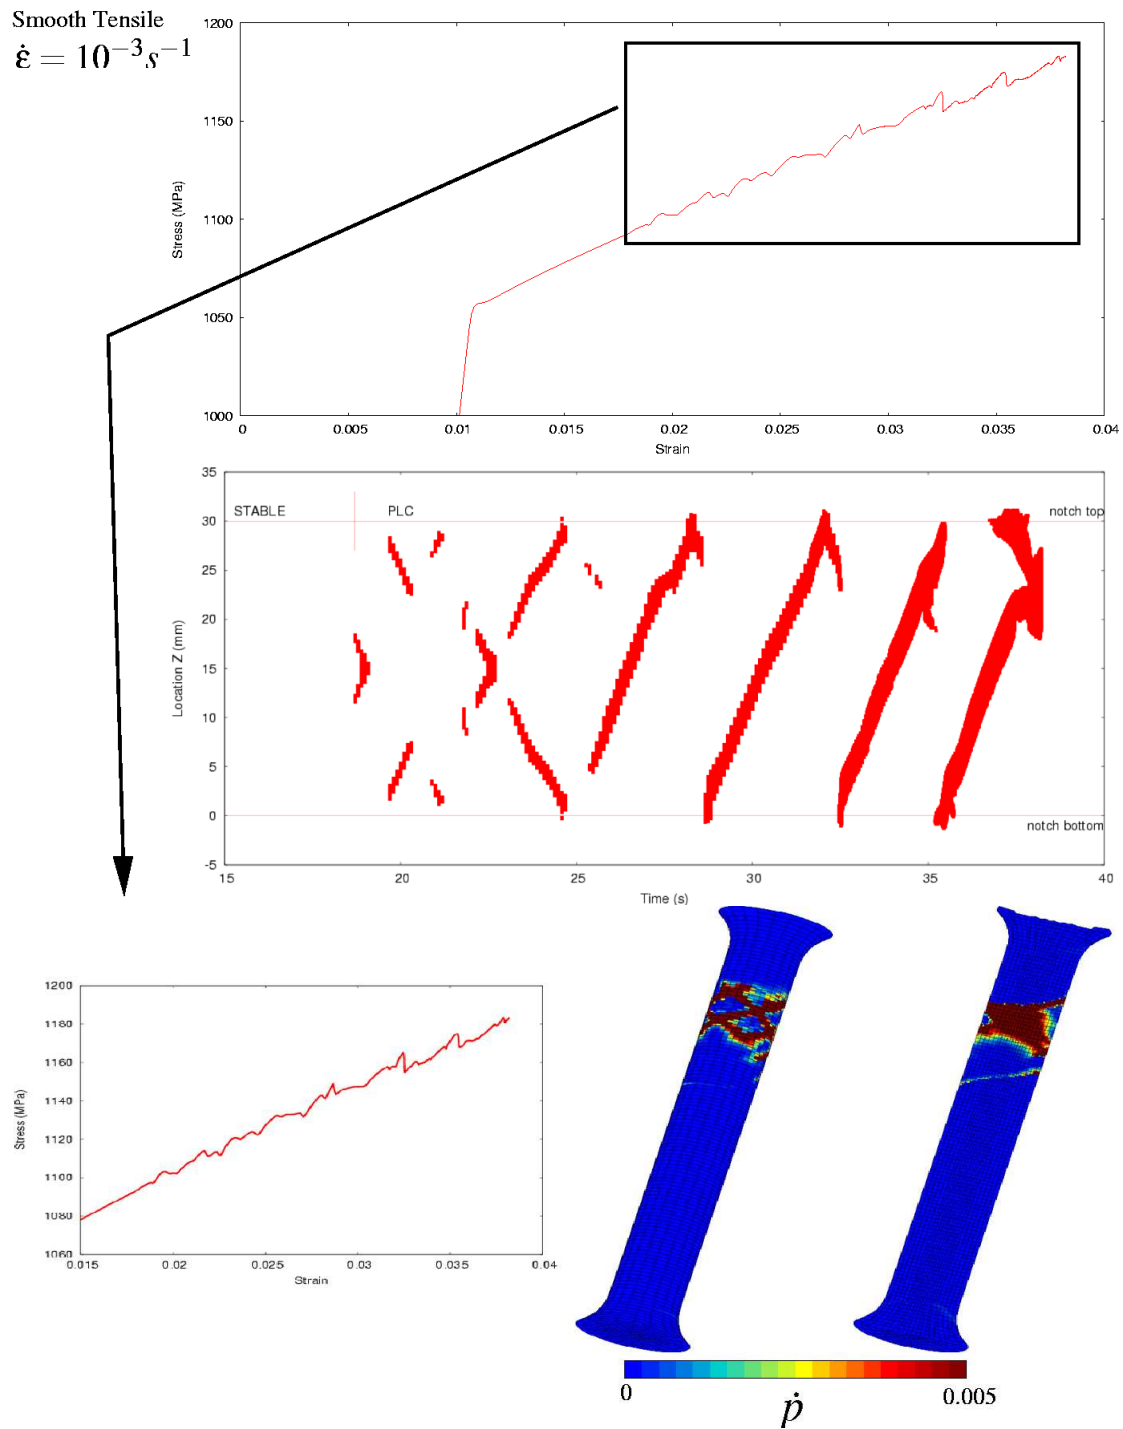 Smooth Tensile
ε̇ = 10⁻³s⁻¹
1200
1150
1100
1050
1000
Stress (MPa)
0 0.005 0.01 0.015 0.02 0.025 0.03 0.035 0.04
Strain
35
30
25
20
15
10
5
0
-5
Location Z (mm)
STABLE PLC notch top
notch bottom
15 20 25 30 35 40
Time (s)
1200
1180
1160
1140
1120
1100
1080
1060
Stress (MPa)
0.015 0.02 0.025 0.03 0.035 0.04
Strain
0 0.005
ṗ